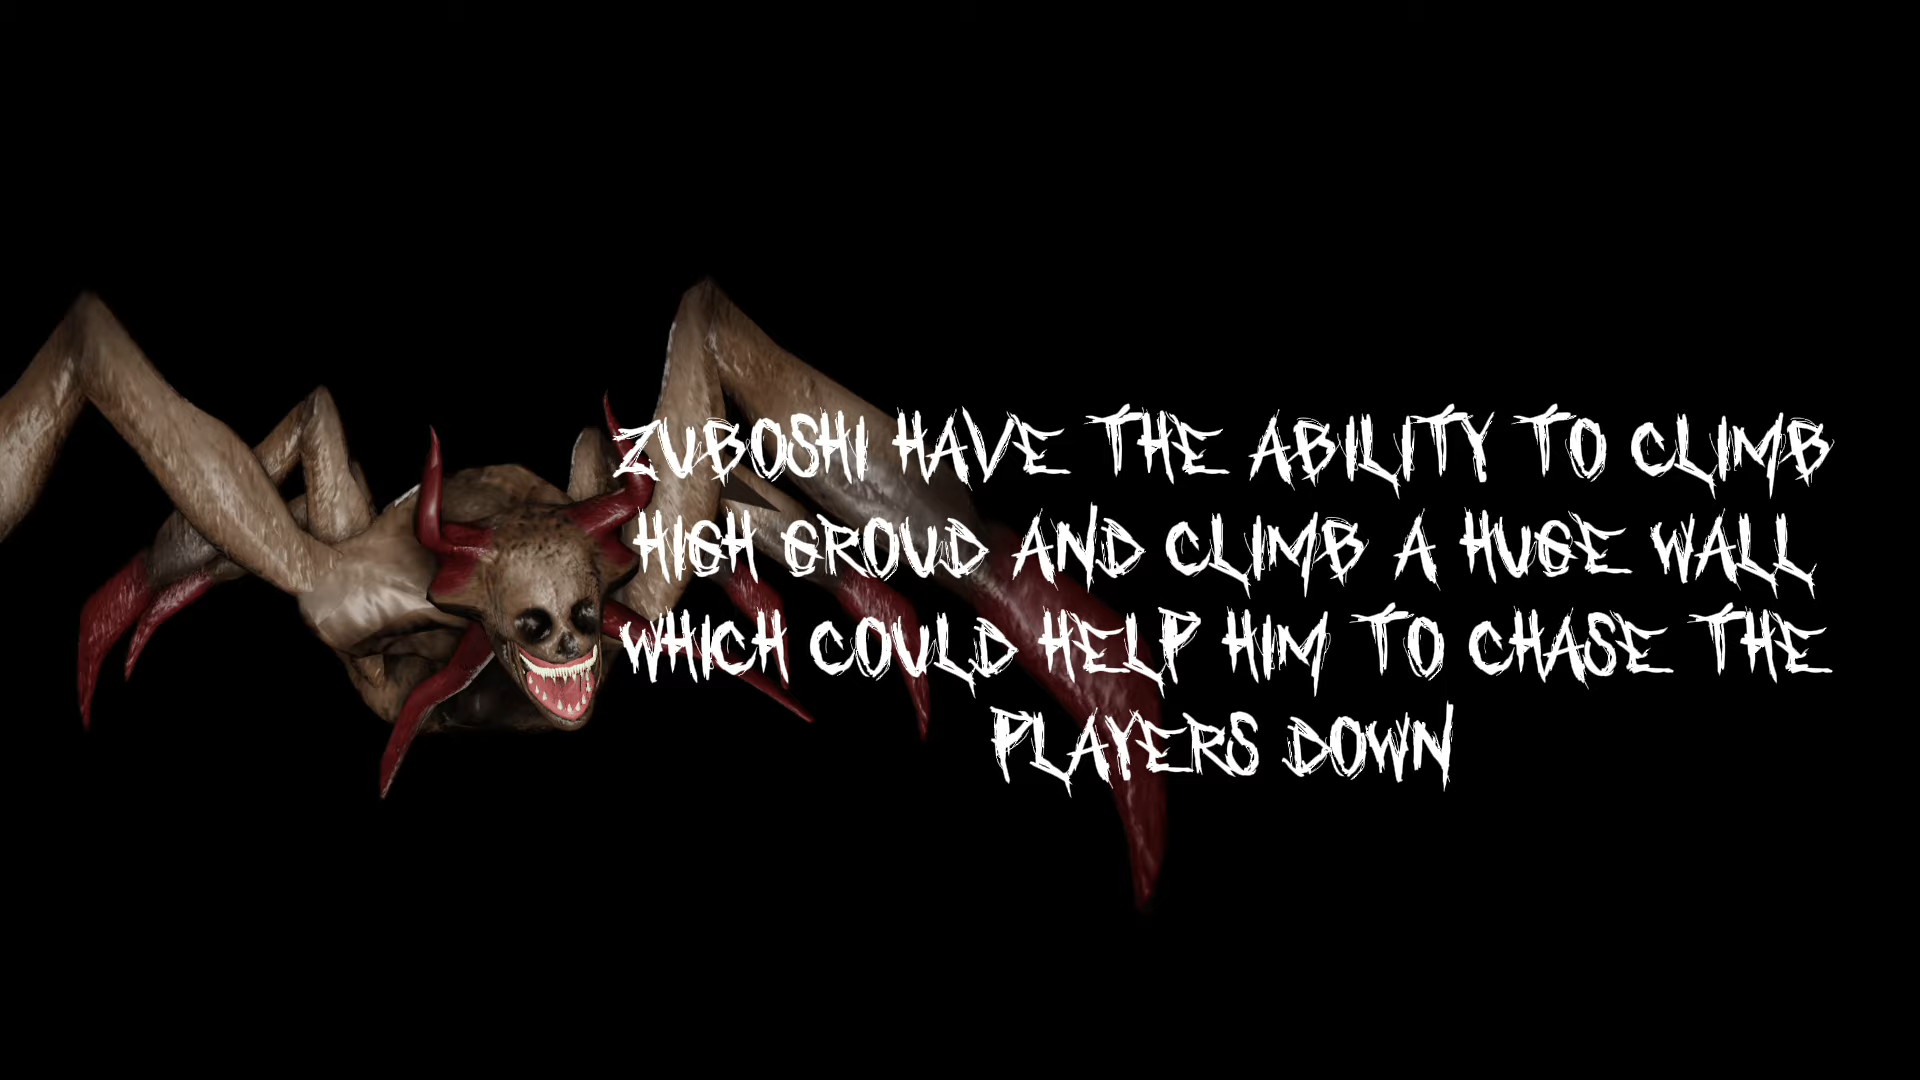 ZUBOSHI HAVE THE ABILITY TO CLIMB
HIGH GROUD AND CLIMB A HUGE WALL
WHICH COULD HELP HIM TO CHASE THE
PLAYERS DOWN